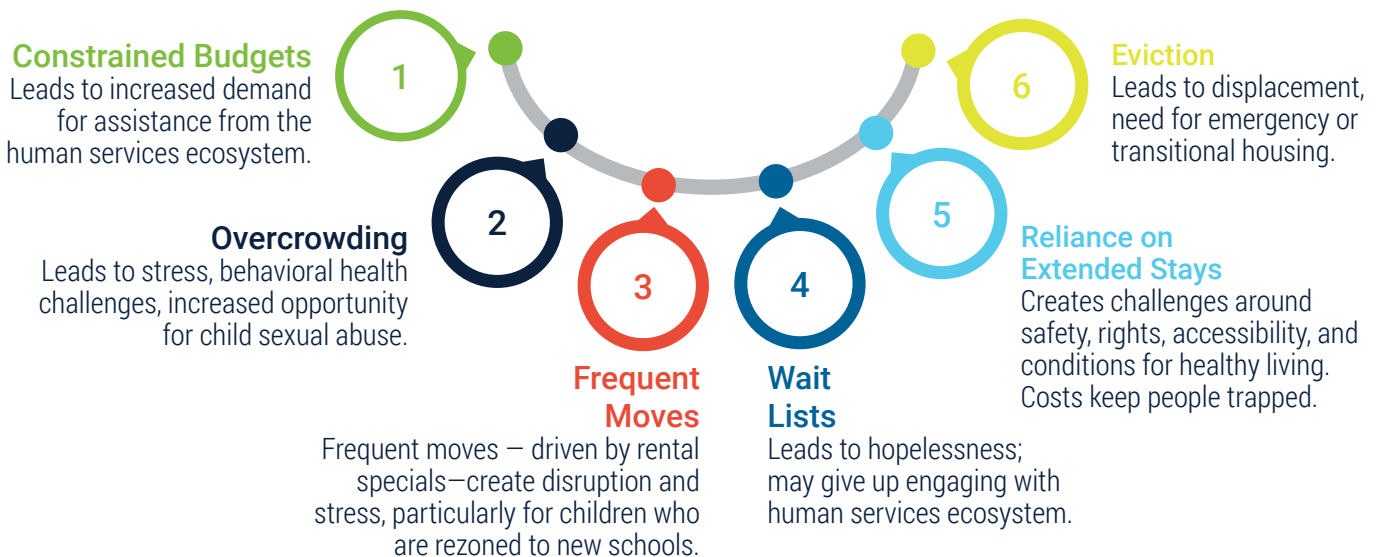 1
Constrained Budgets
Leads to increased demand
for assistance from the
human services ecosystem.
2
Overcrowding
Leads to stress, behavioral health
challenges, increased opportunity
for child sexual abuse.
3
Frequent
Moves
Frequent moves — driven by rental
specials—create disruption and
stress, particularly for children who
are rezoned to new schools.
4
Wait
Lists
Leads to hopelessness;
may give up engaging with
human services ecosystem.
5
Reliance on
Extended Stays
Creates challenges around
safety, rights, accessibility, and
conditions for healthy living.
Costs keep people trapped.
6
Eviction
Leads to displacement,
need for emergency or
transitional housing.